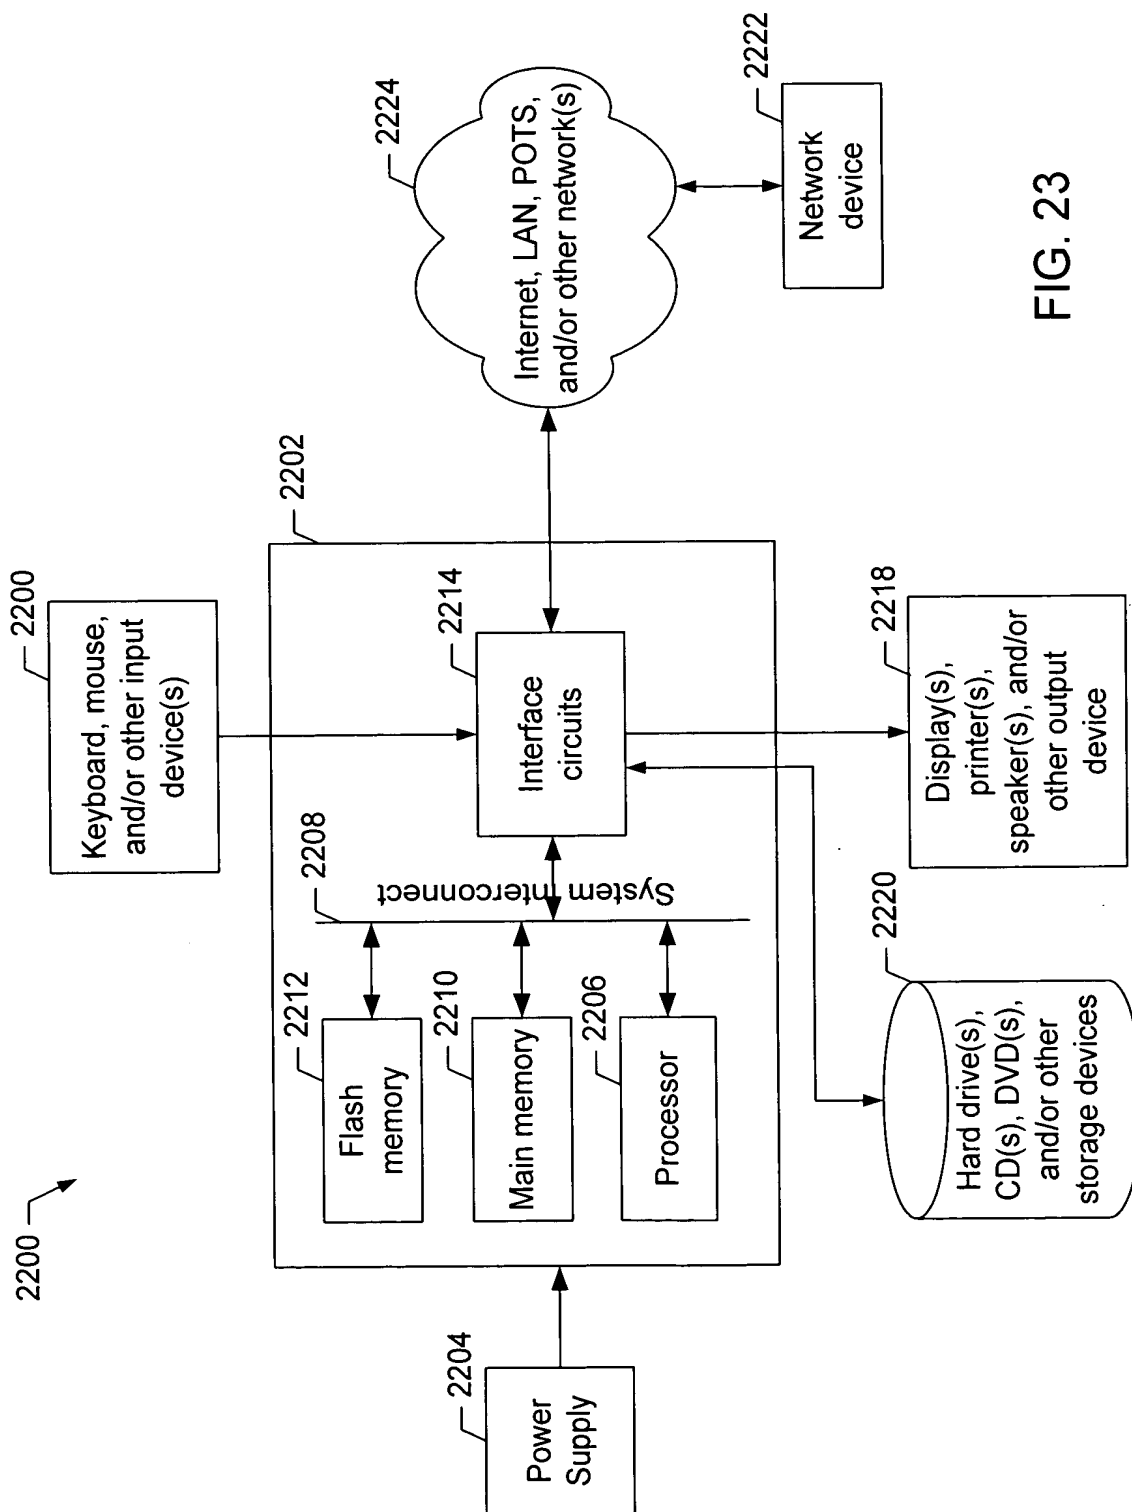 2200
2200
Keyboard, mouse,
and/or other input
device(s)
2202
2204
Power
Supply
2212
Flash
memory
2210
Main memory
2206
Processor
2208
System Interconnect
2214
Interface
circuits
2224
Internet, LAN, POTS,
and/or other network(s)
2222
Network
device
2220
Hard drive(s),
CD(s), DVD(s),
and/or other
storage devices
2218
Display(s),
printer(s),
speaker(s), and/or
other output
device
FIG. 23